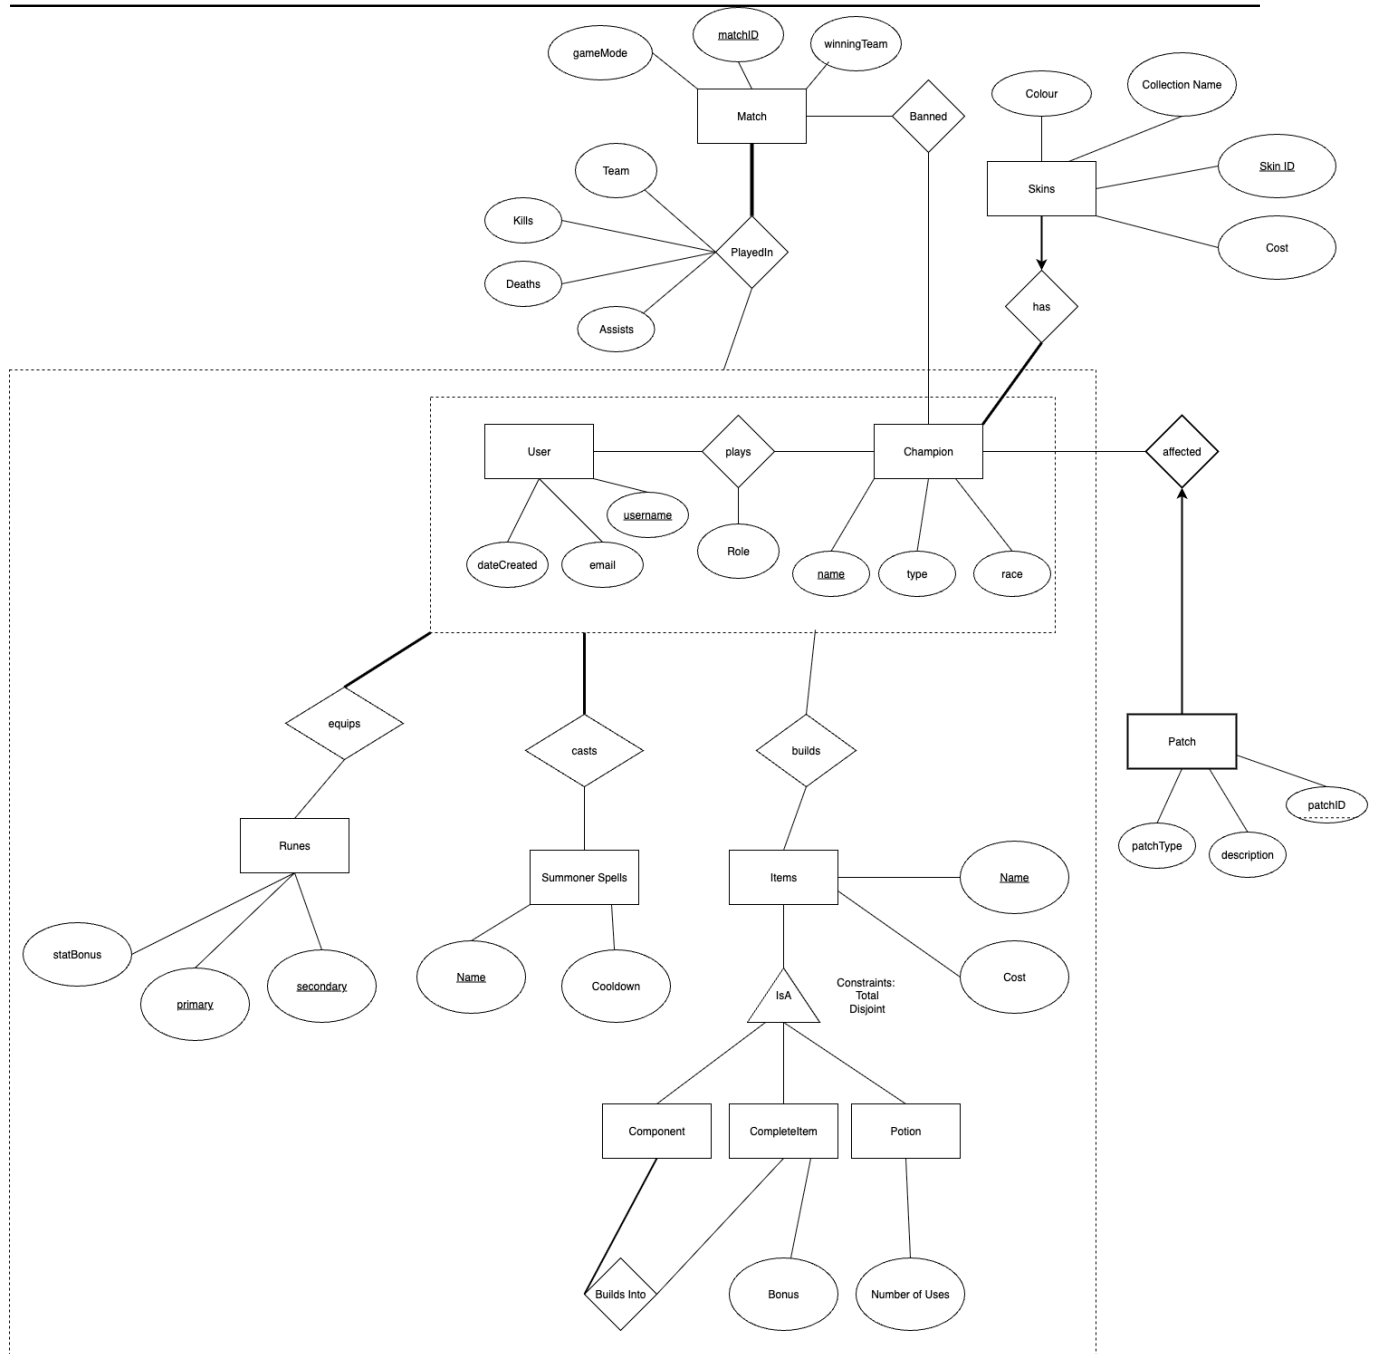 matchID
winningTeam
gameMode
Colour
Collection Name
Match
Banned
Skins
Skin ID
Team
Kills
Cost
PlayedIn
Deaths
has
Assists
User
plays
Champion
affected
username
Role
dateCreated
email
name
type
race
equips
casts
builds
Patch
patchID
patchType
description
Runes
Summoner Spells
Items
Name
statBonus
primary
secondary
Name
Cooldown
Cost
IsA
Constraints:
Total
Disjoint
Component
CompleteItem
Potion
Builds Into
Bonus
Number of Uses